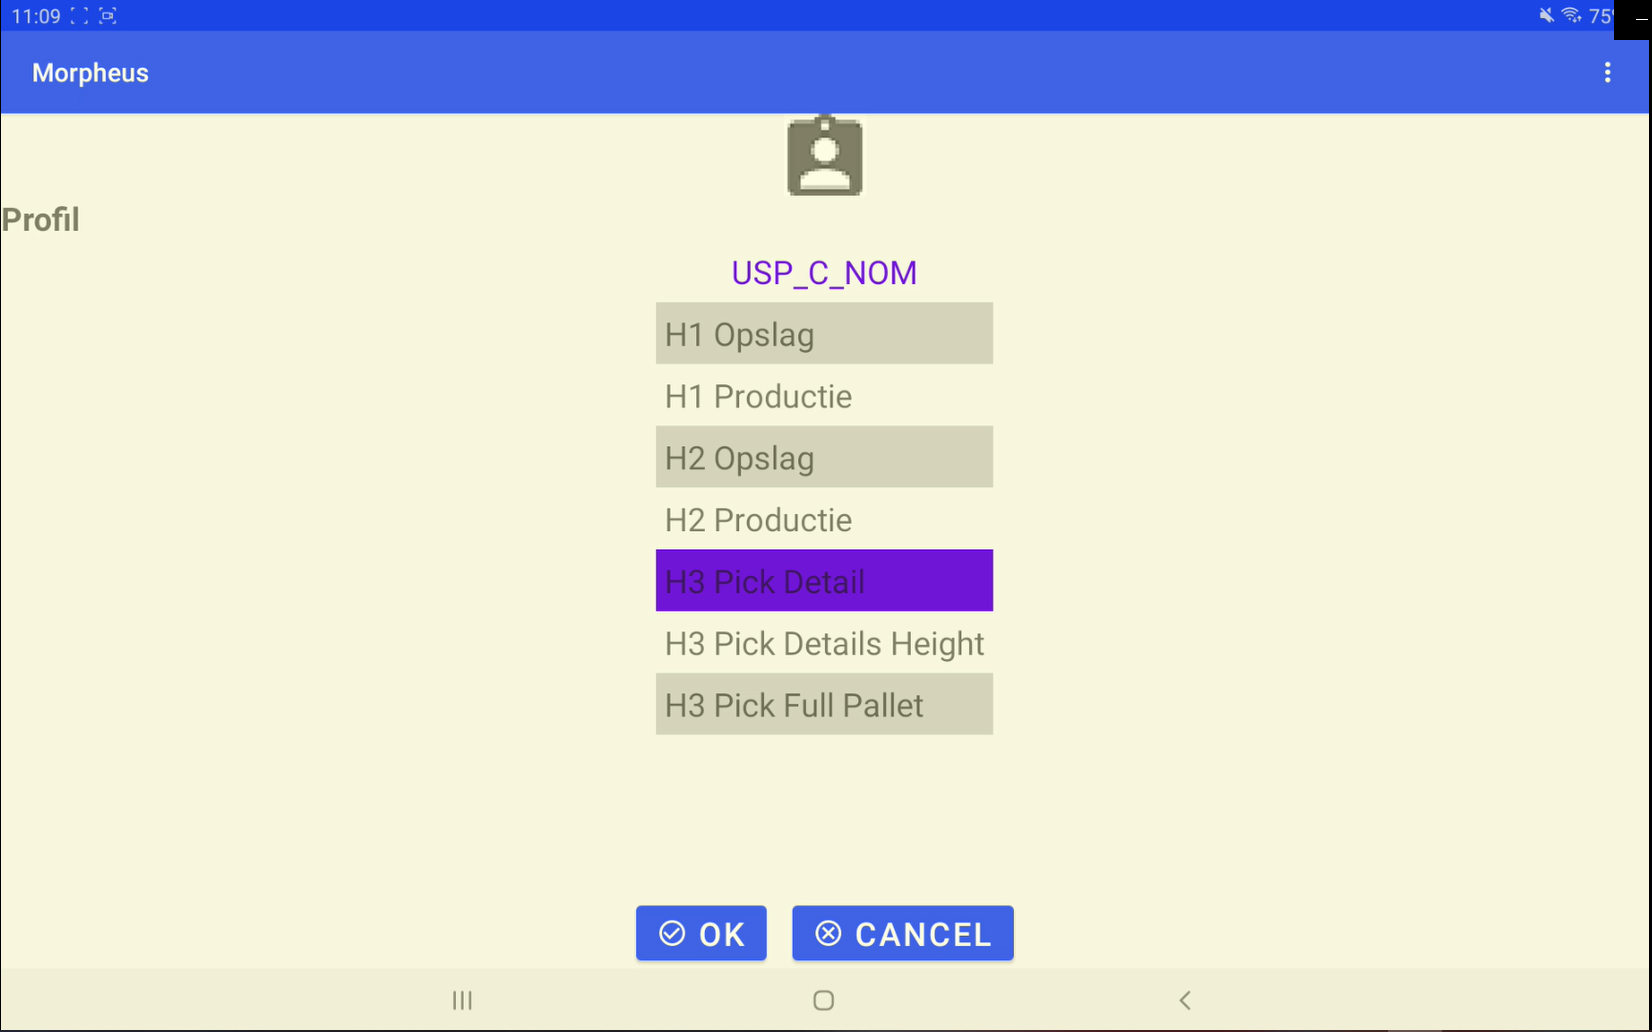 11:09 75
Morpheus
Profil
USP_C_NOM
H1 Opslag
H1 Productie
H2 Opslag
H2 Productie
H3 Pick Detail
H3 Pick Details Height
H3 Pick Full Pallet
OK CANCEL